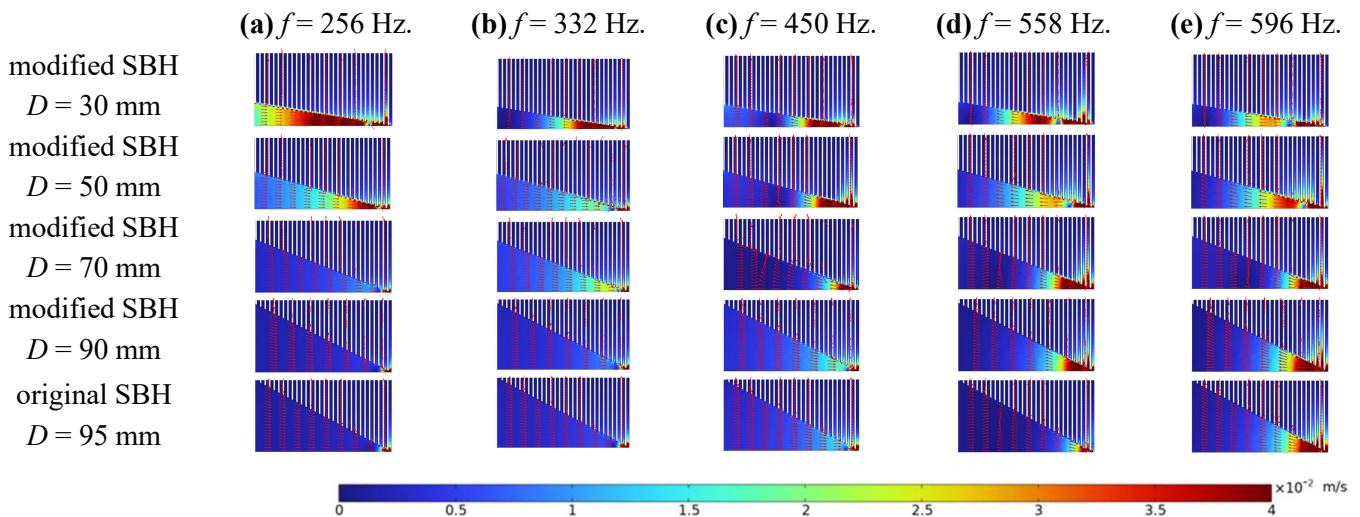 (a) f = 256 Hz. (b) f = 332 Hz. (c) f = 450 Hz. (d) f = 558 Hz. (e) f = 596 Hz.
modified SBH
D = 30 mm
modified SBH
D = 50 mm
modified SBH
D = 70 mm
modified SBH
D = 90 mm
original SBH
D = 95 mm
×10⁻² m/s
0 0.5 1 1.5 2 2.5 3 3.5 4